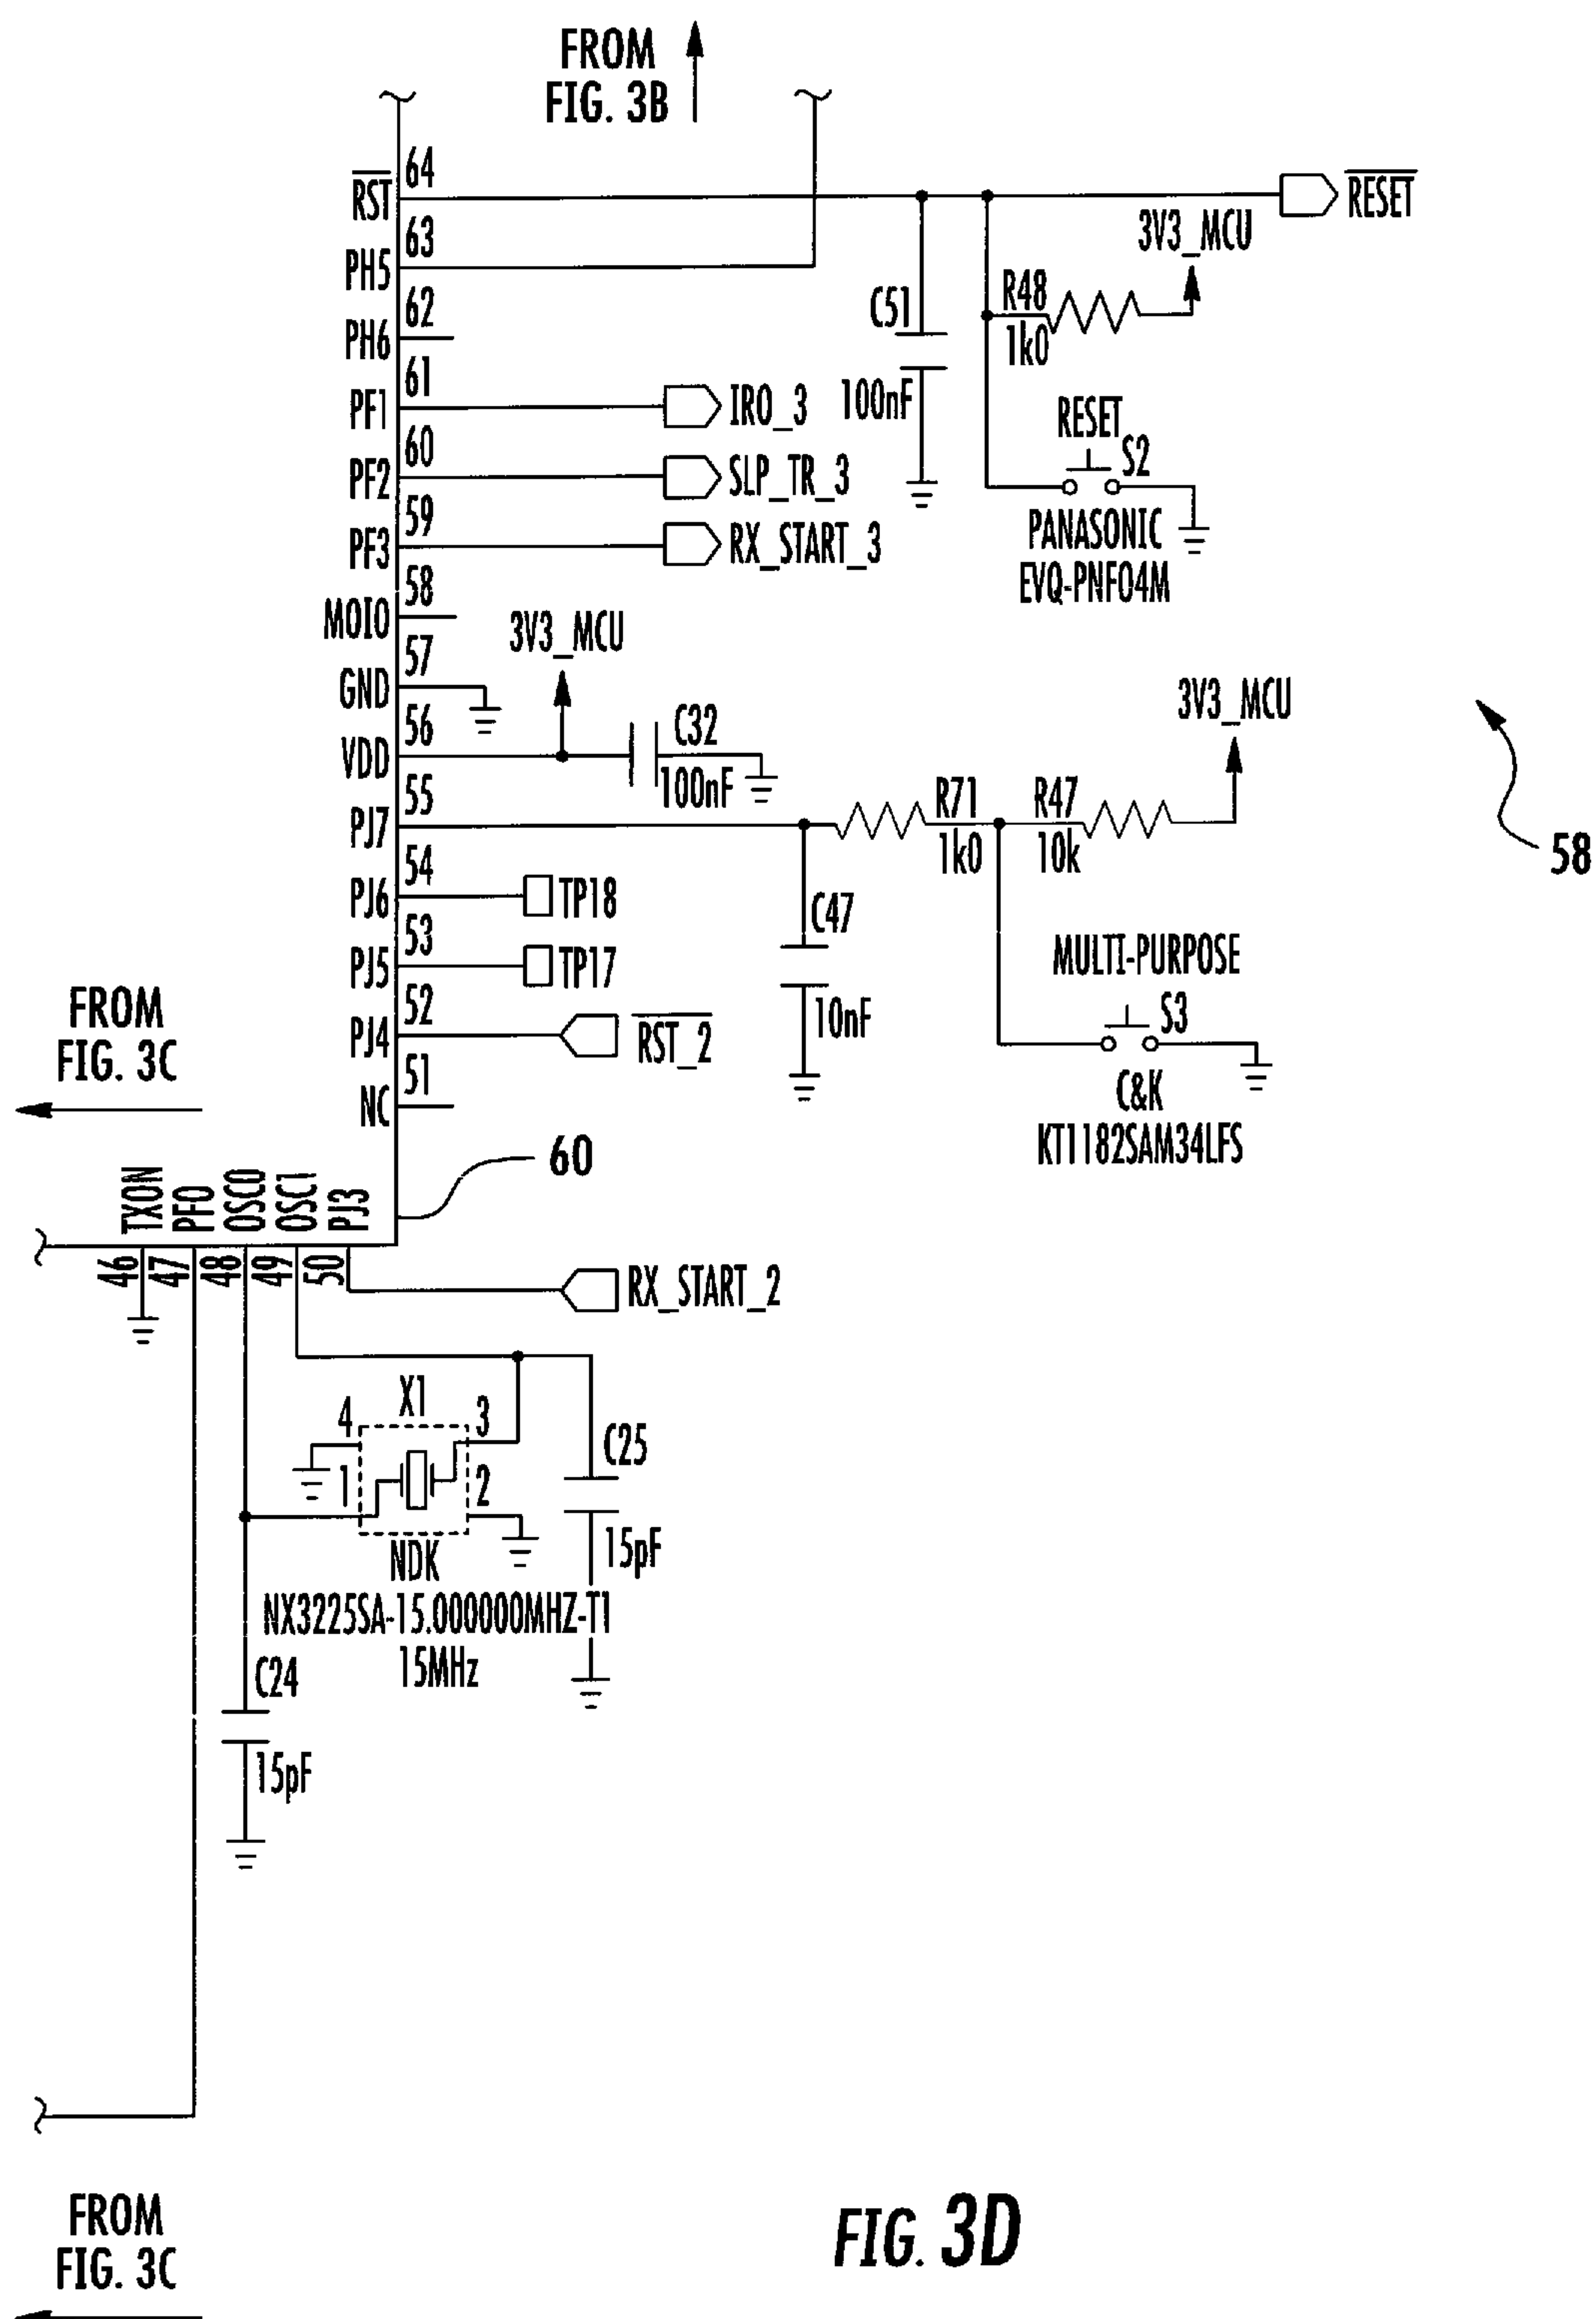 FROM
FIG. 3B
64
RST
RESET
63
3V3_MCU
PH5
62
R48
C51
PH6
1k0
61
PF1
IRO_3
100nF
60
RESET
PF2
SLP_TR_3
S2
59
PF3
RX_START_3
PANASONIC
58
EVQ-PNF04M
MOIO
3V3_MCU
57
GND
3V3_MCU
56
C32
VDD
100nF
55
R71
R47
PJ7
1k0
10k
58
54
PJ6
TP18
C47
53
MULTI-PURPOSE
PJ5
TP17
FROM
52
S3
10nF
PJ4
RST_2
FIG. 3C
51
C&K
NC
KT1182SAM34LFS
60
TXON
PFO
OSC0
OSC1
PJ3
46
47
48
49
50
RX_START_2
X1
4
3
C25
1
2
15pF
NDK
NX3225SA-15.000000MHZ-T1
15MHz
C24
15pF
FROM
FIG. 3C
FIG. 3D